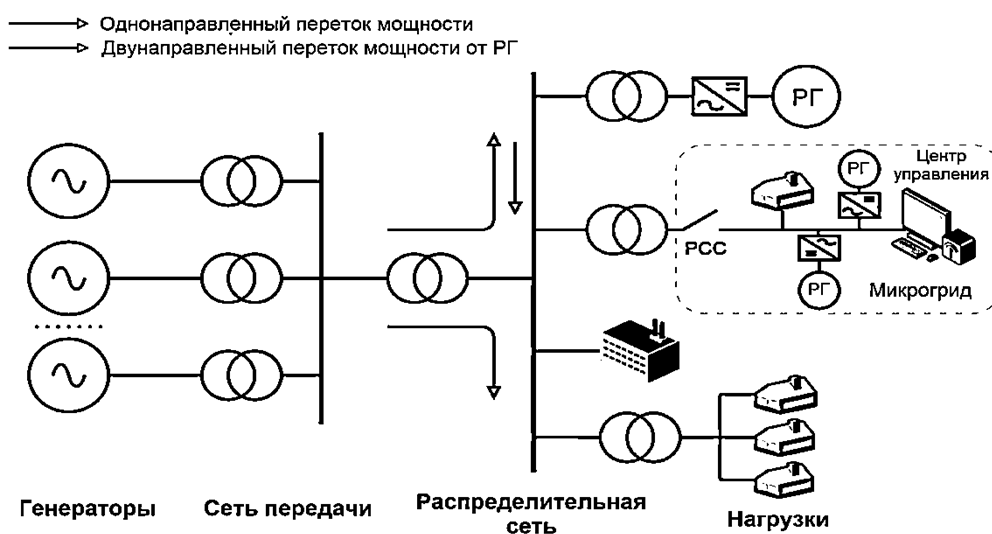 Однонаправленный переток мощности
Двунаправленный переток мощности от РГ
РГ
Центр
управления
РГ
РСС
РГ
Микрогрид
Генераторы
Сеть передачи
Распределительная
сеть
Нагрузки